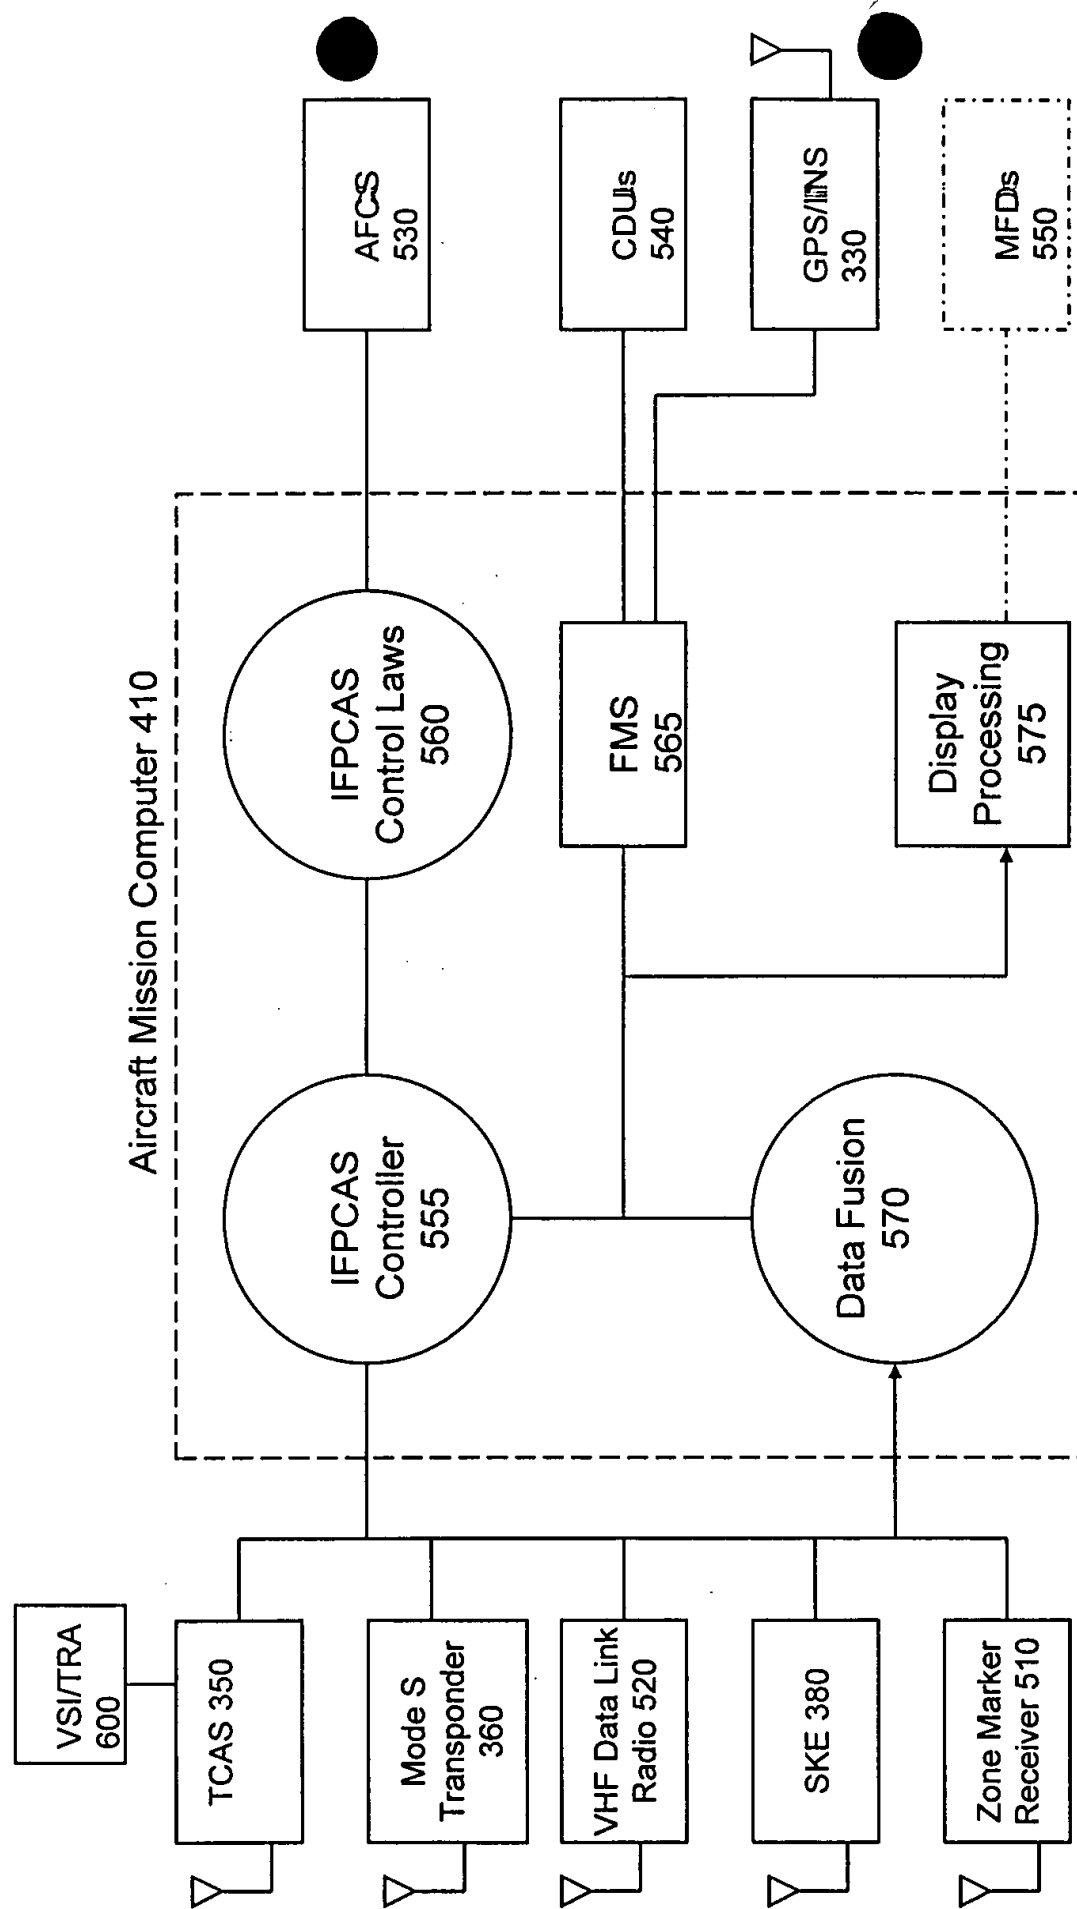 Aircraft Mission Computer 410
VSI/TRA
600
TCAS 350
Mode S
Transponder
360
VHF Data Link
Radio 520
SKE 380
Zone Marker
Receiver 510
IFPCAS
Controller
555
Data Fusion
570
IFPCAS
Control Laws
560
FMS
565
Display
Processing
575
AFCS
530
CDUs
540
GPS/INS
330
MFDs
550